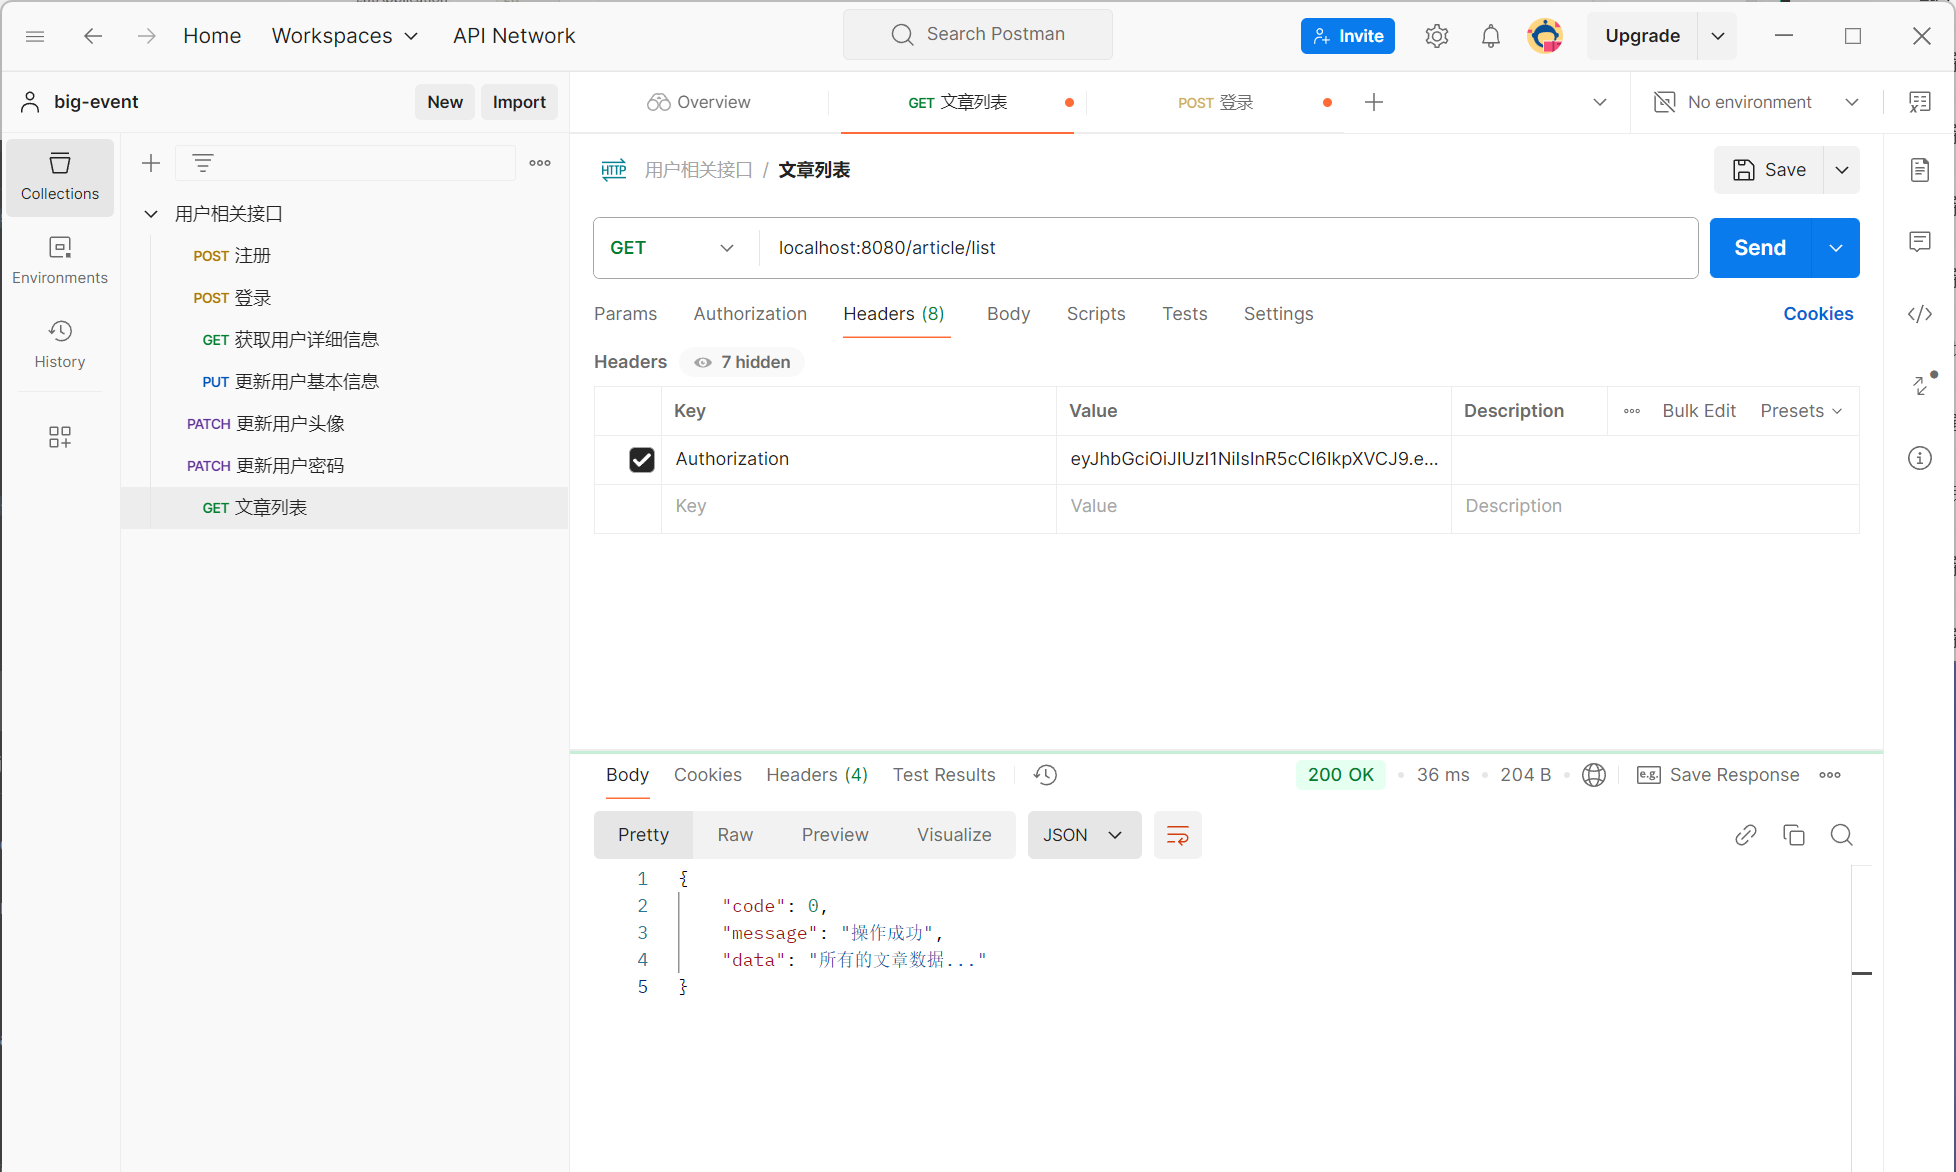 Home
Workspaces
API Network
Search Postman
Invite
Upgrade
big-event
New
Import
Overview
GET 文章列表
POST 登录
No environment
Collections
Environments
History
用户相关接口
POST 注册
POST 登录
GET 获取用户详细信息
PUT 更新用户基本信息
PATCH 更新用户头像
PATCH 更新用户密码
GET 文章列表
HTTP 用户相关接口 / 文章列表
Save
GET
localhost:8080/article/list
Send
Params
Authorization
Headers (8)
Body
Scripts
Tests
Settings
Cookies
Headers
7 hidden
Key
Value
Description
Bulk Edit
Presets
Authorization
eyJhbGciOiJIUzI1NiIsInR5cCI6IkpXVCJ9.e...
Key
Value
Description
Body
Cookies
Headers (4)
Test Results
200 OK
36 ms
204 B
e.g. Save Response
Pretty
Raw
Preview
Visualize
JSON
1 {
2 "code": 0,
3 "message": "操作成功",
4 "data": "所有的文章数据..."
5 }